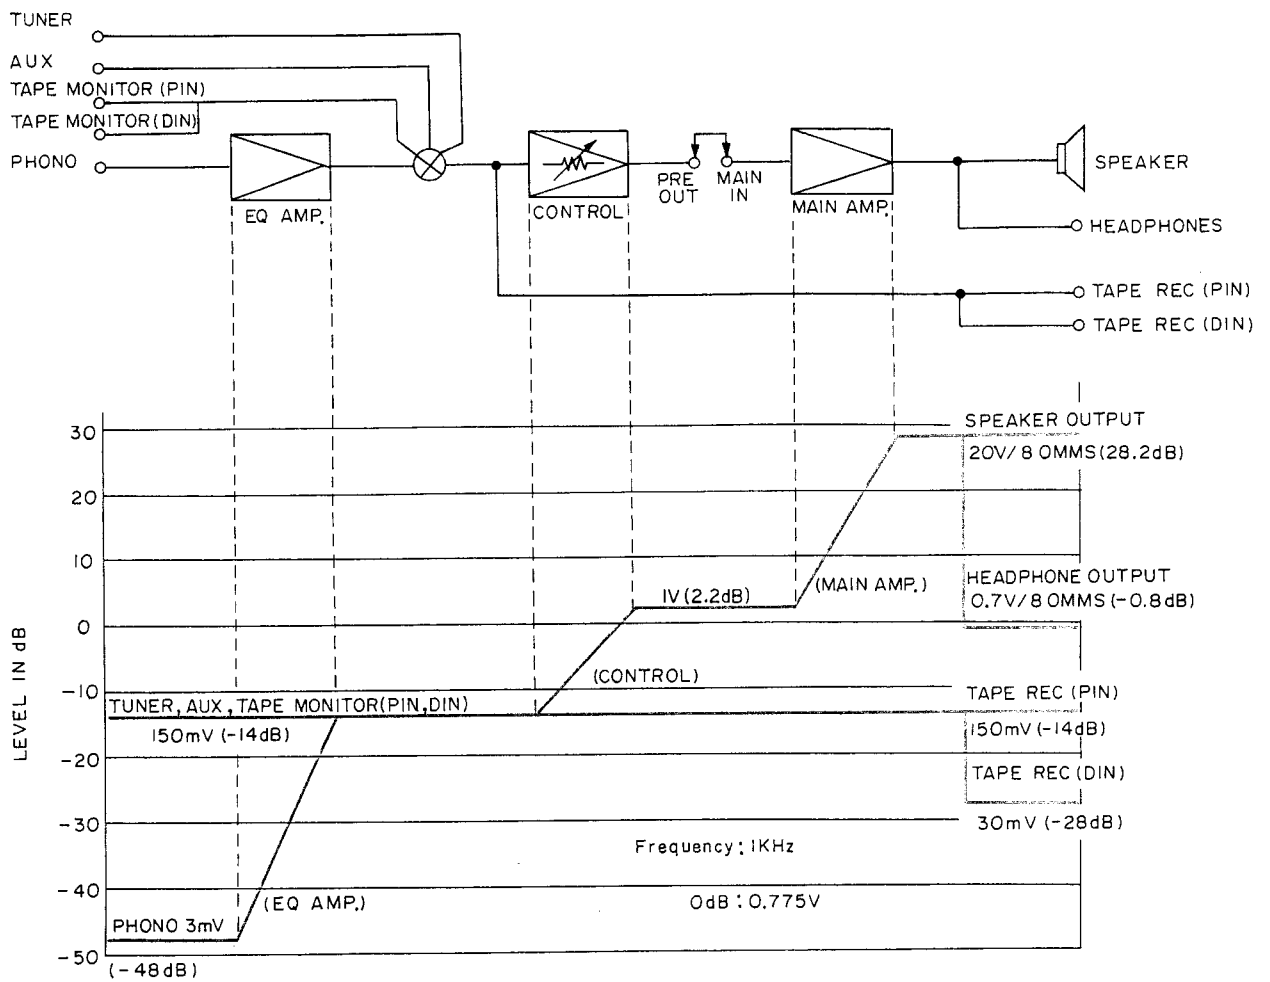 TUNER
AUX
TAPE MONITOR (PIN)
TAPE MONITOR (DIN)
PHONO
EQ AMP.
CONTROL
PRE OUT
MAIN IN
MAIN AMP.
SPEAKER
HEADPHONES
TAPE REC (PIN)
TAPE REC (DIN)
LEVEL IN dB
30
20
10
0
-10
-20
-30
-40
-50
SPEAKER OUTPUT
20V/8 OMMS (28.2dB)
HEADPHONE OUTPUT
0.7V/8 OMMS (-0.8dB)
(MAIN AMP.)
1V (2.2dB)
(CONTROL)
TUNER, AUX, TAPE MONITOR(PIN, DIN)
150mV (-14dB)
TAPE REC (PIN)
150mV (-14dB)
TAPE REC (DIN)
30mV (-28dB)
Frequency: 1KHz
0dB : 0.775V
(EQ AMP.)
PHONO 3mV
(-48dB)